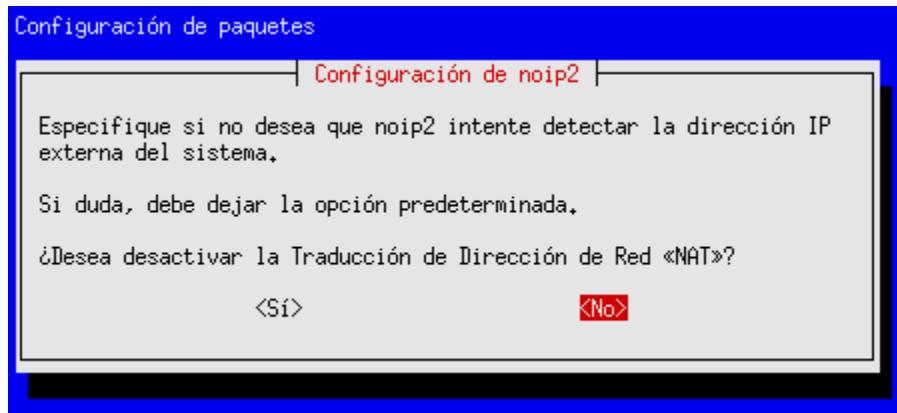 Configuración de paquetes
Configuración de noip2
Especifique si no desea que noip2 intente detectar la dirección IP
externa del sistema.
Si duda, debe dejar la opción predeterminada.
¿Desea desactivar la Traducción de Dirección de Red «NAT»?
<Sí> <No>